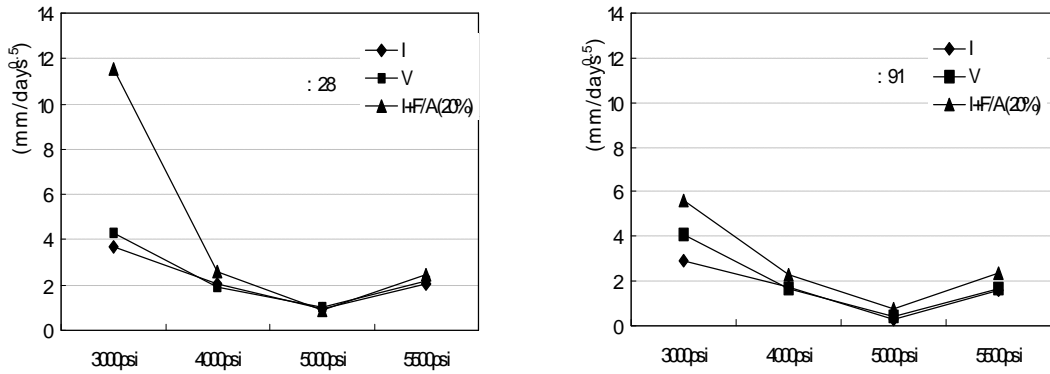 (mm/days^0.5)
14
12
10
8
6
4
2
0
3000psi
4000psi
5000psi
5500psi
: 28
I
V
I+F/A(20%)
(mm/days^0.5)
14
12
10
8
6
4
2
0
3000psi
4000psi
5000psi
5500psi
: 91
I
V
I+F/A(20%)